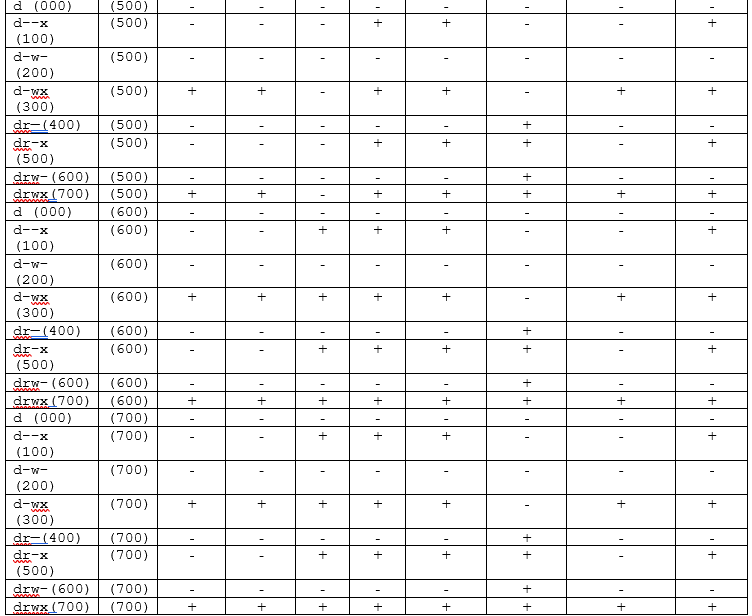 d (000) (500) - - - - - - - -
d--x (500) - - - + + - - +
(100)
d-w- (500) - - - - - - - -
(200)
d-wx (500) + + - + + - + +
(300)
dr—(400) (500) - - - - - + - -
dr-x (500) - - - + + + - +
(500)
drw-(600) (500) - - - - - + - -
drwx(700) (500) + + - + + + + +
d (000) (600) - - - - - - - -
d--x (600) - - + + + - - +
(100)
d-w- (600) - - - - - - - -
(200)
d-wx (600) + + + + + - + +
(300)
dr—(400) (600) - - - - - + - -
dr-x (600) - - + + + + - +
(500)
drw-(600) (600) - - - - - + - -
drwx(700) (600) + + + + + + + +
d (000) (700) - - - - - - - -
d--x (700) - - + + + - - +
(100)
d-w- (700) - - - - - - - -
(200)
d-wx (700) + + + + + - + +
(300)
dr—(400) (700) - - - - - + - -
dr-x (700) - - + + + + - +
(500)
drw-(600) (700) - - - - - + - -
drwx(700) (700) + + + + + + + +